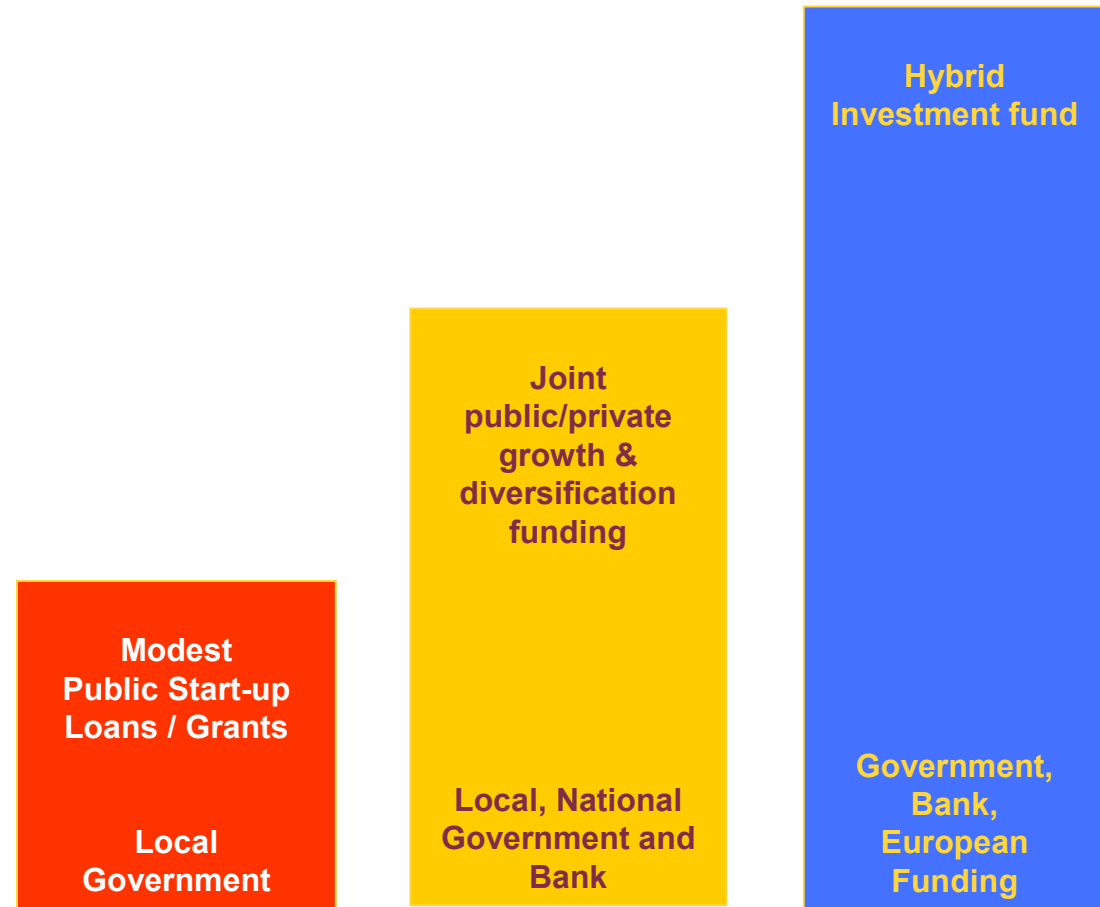 Modest
Public Start-up
Loans / Grants
Local
Government
Joint
public/private
growth &
diversification
funding
Local, National
Government and
Bank
Hybrid
Investment fund
Government,
Bank,
European
Funding